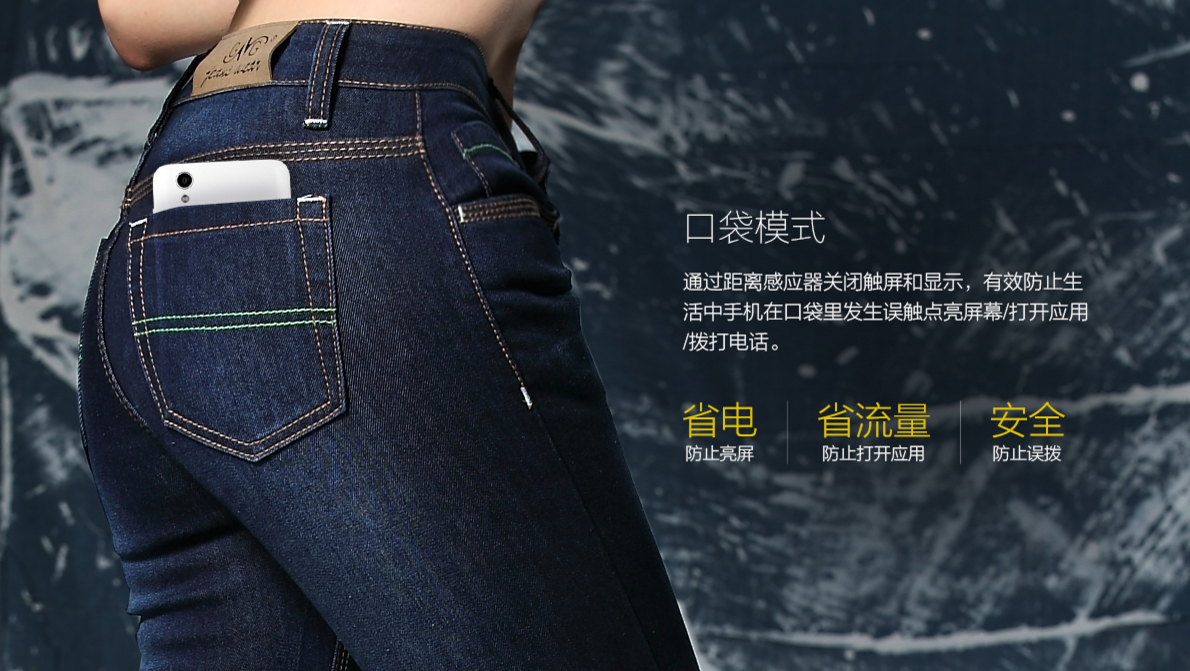 jeans wear
口袋模式
通过距离感应器关闭触屏和显示，有效防止生
活中手机在口袋里发生误触点亮屏幕/打开应用
/拨打电话。
省电
防止亮屏
省流量
防止打开应用
安全
防止误拨